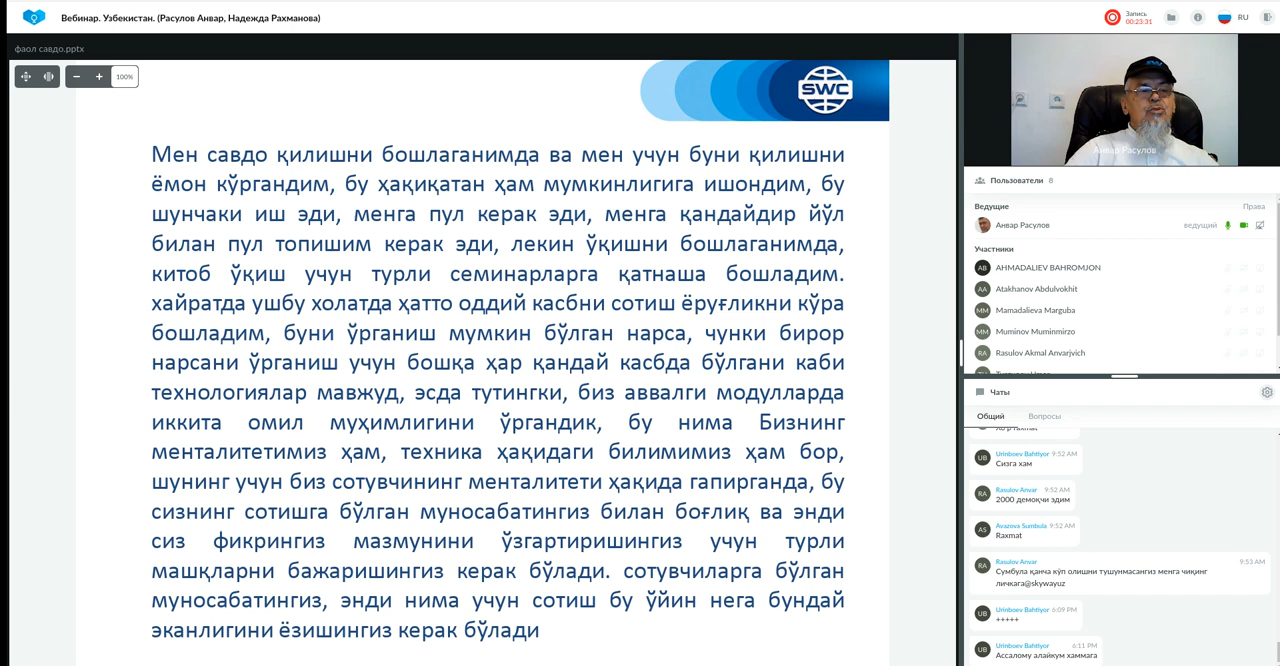 Вебинар. Узбекистан. (Расулов Анвар, Надежда Рахманова)
Запись
00:23:31
RU
фаол савдо.pptx
100%
SWC
Мен савдо қилишни бошлаганимда ва мен учун буни қилишни
ёмон кўргандим, бу ҳақиқатан ҳам мумкинлигига ишондим, бу
шунчаки иш эди, менга пул керак эди, менга қандайдир йўл
билан пул топишим керак эди, лекин ўқишни бошлаганимда,
китоб ўқиш учун турли семинарларга қатнаша бошладим.
хайратда ушбу холатда ҳатто оддий касбни сотиш ёруғликни кўра
бошладим, буни ўрганиш мумкин бўлган нарса, чунки бирор
нарсани ўрганиш учун бошқа ҳар қандай касбда бўлгани каби
технологиялар мавжуд, эсда тутингки, биз аввалги модулларда
иккита омил муҳимлигини ўргандик, бу нима Бизнинг
менталитетимиз ҳам, техника ҳақидаги билимимиз ҳам бор,
шунинг учун биз сотувчининг менталитети ҳақида гапирганда, бу
сизнинг сотишга бўлган муносабатингиз билан боғлиқ ва энди
сиз фикрингиз мазмунини ўзгартиришингиз учун турли
машқларни бажаришингиз керак бўлади. сотувчиларга бўлган
муносабатингиз, энди нима учун сотиш бу ўйин нега бундай
эканлигини ёзишингиз керак бўлади
Анвар Расулов
Пользователи 8
Ведущие Права
Анвар Расулов ведущий
Участники
AB AHMADALIEV BAHROMJON
AA Atakhanov Abdulvokhit
MM Mamadalieva Marguba
MM Muminov Muminmirzo
RA Rasulov Akmal Anvarjvich
Чаты
Общий Вопросы
UB Urinboev Bahtiyor 9:52 AM
Сизга хам
RA Rasulov Anvar 9:52 AM
2000 демоқчи эдим
AS Avazova Sumbula 9:52 AM
Raxmat
RA Rasulov Anvar 9:53 AM
Сумбула қанча кўп олишни тушунмасангиз менга чиқинг
личкага@skywayuz
UB Urinboev Bahtiyor 6:09 PM
+++++
UB Urinboev Bahtiyor 6:11 PM
Ассалому алайкум хаммага